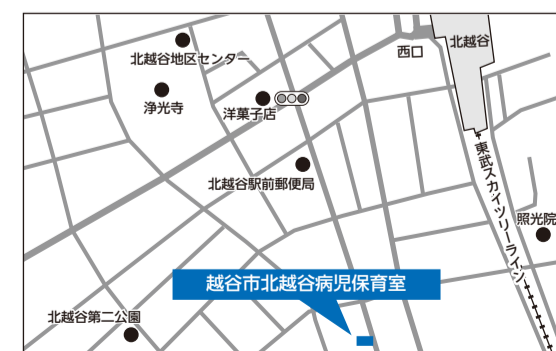 北越谷
西口
北越谷地区センター
浄光寺
洋菓子店
北越谷駅前郵便局
東武スカイツリーライン
照光院
越谷市北越谷病児保育室
北越谷第二公園